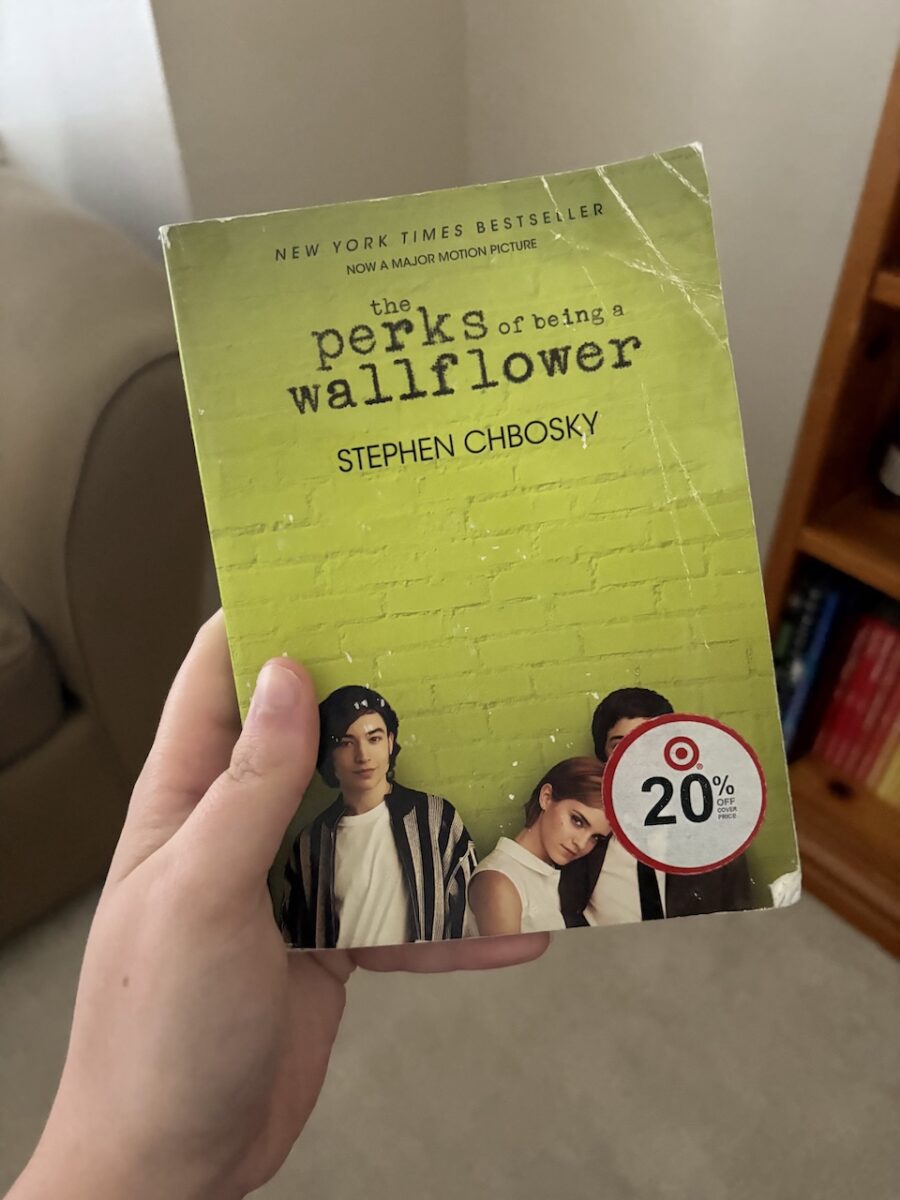 NEW YORK TIMES BESTSELLER
NOW A MAJOR MOTION PICTURE
the
perks of being a
wallflower
STEPHEN CHBOSKY
20% OFF
COVER
PRICE